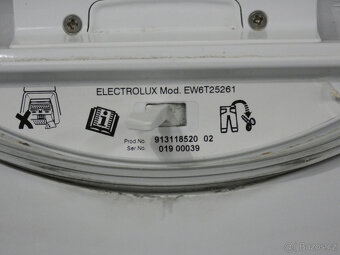 ELECTROLUX Mod. EW6T25261
Prod.No. 913118520 02
Ser.No. 019 00039